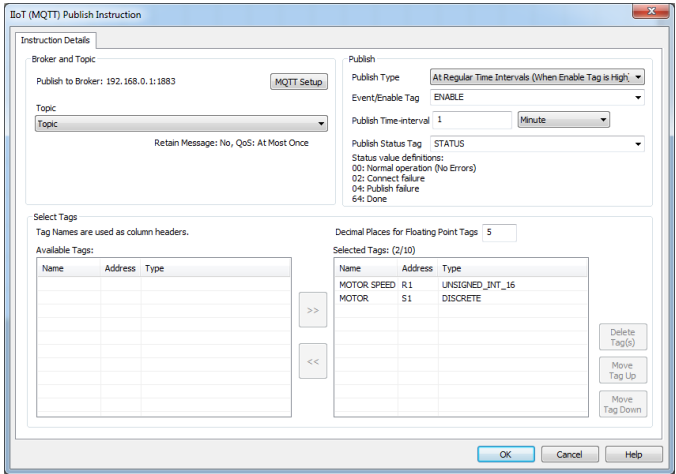 IIoT (MQTT) Publish Instruction
Instruction Details
Broker and Topic
Publish to Broker: 192.168.0.1:1883
MQTT Setup
Topic
Topic
Retain Message: No, QoS: At Most Once
Publish
Publish Type
At Regular Time Intervals (When Enable Tag is High)
Event/Enable Tag
ENABLE
Publish Time-interval
1
Minute
Publish Status Tag
STATUS
Status value definitions:
00: Normal operation (No Errors)
02: Connect failure
04: Publish failure
64: Done
Select Tags
Tag Names are used as column headers.
Decimal Places for Floating Point Tags
5
Available Tags:
Name Address Type
>>
<<
Selected Tags: (2/10)
Name Address Type
MOTOR SPEED R1 UNSIGNED_INT_16
MOTOR S1 DISCRETE
Delete
Tag(s)
Move
Tag Up
Move
Tag Down
OK
Cancel
Help